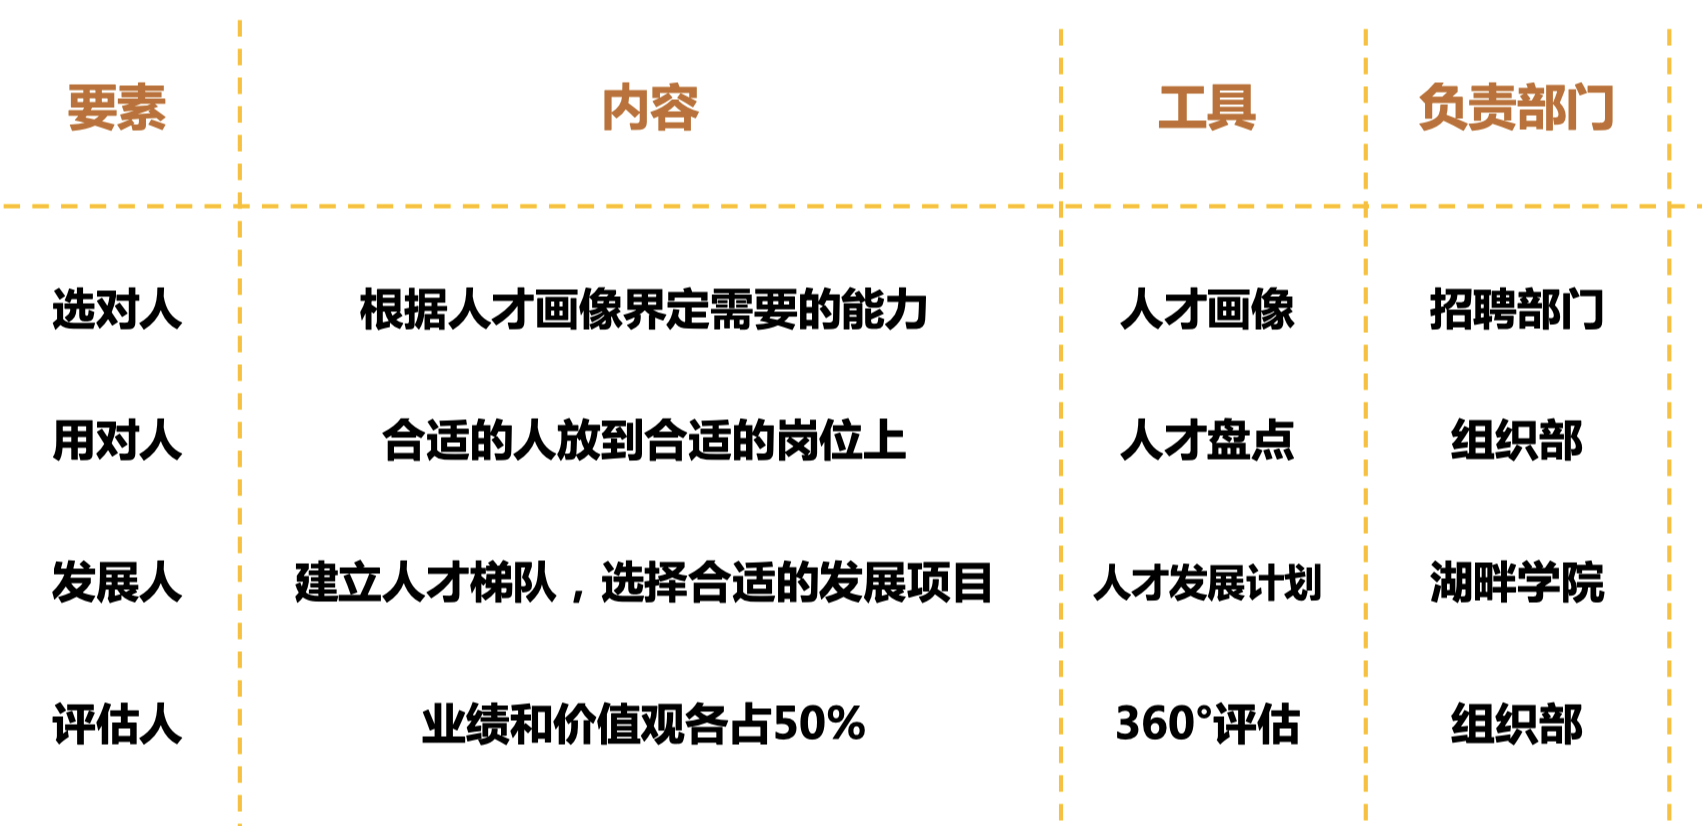 要素 内容 工具 负责部门
选对人 根据人才画像界定需要的能力 人才画像 招聘部门
用对人 合适的人放到合适的岗位上 人才盘点 组织部
发展人 建立人才梯队，选择合适的发展项目 人才发展计划 湖畔学院
评估人 业绩和价值观各占50% 360°评估 组织部